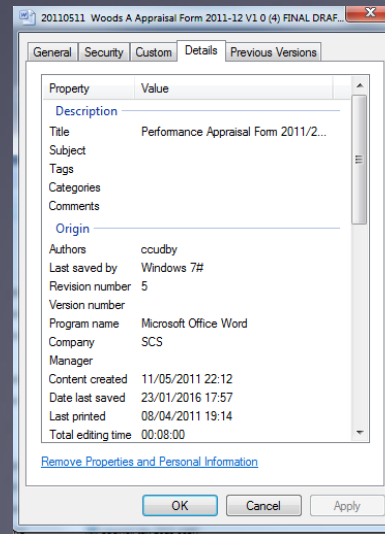 20110511 Woods A Appraisal Form 2011-12 V1 0 (4) FINAL DRAF...
General Security Custom Details Previous Versions
Property Value
Description
Title Performance Appraisal Form 2011/2...
Subject
Tags
Categories
Comments
Origin
Authors ccudby
Last saved by Windows 7#
Revision number 5
Version number
Program name Microsoft Office Word
Company SCS
Manager
Content created 11/05/2011 22:12
Date last saved 23/01/2016 17:57
Last printed 08/04/2011 19:14
Total editing time 00:08:00
Remove Properties and Personal Information
OK Cancel Apply